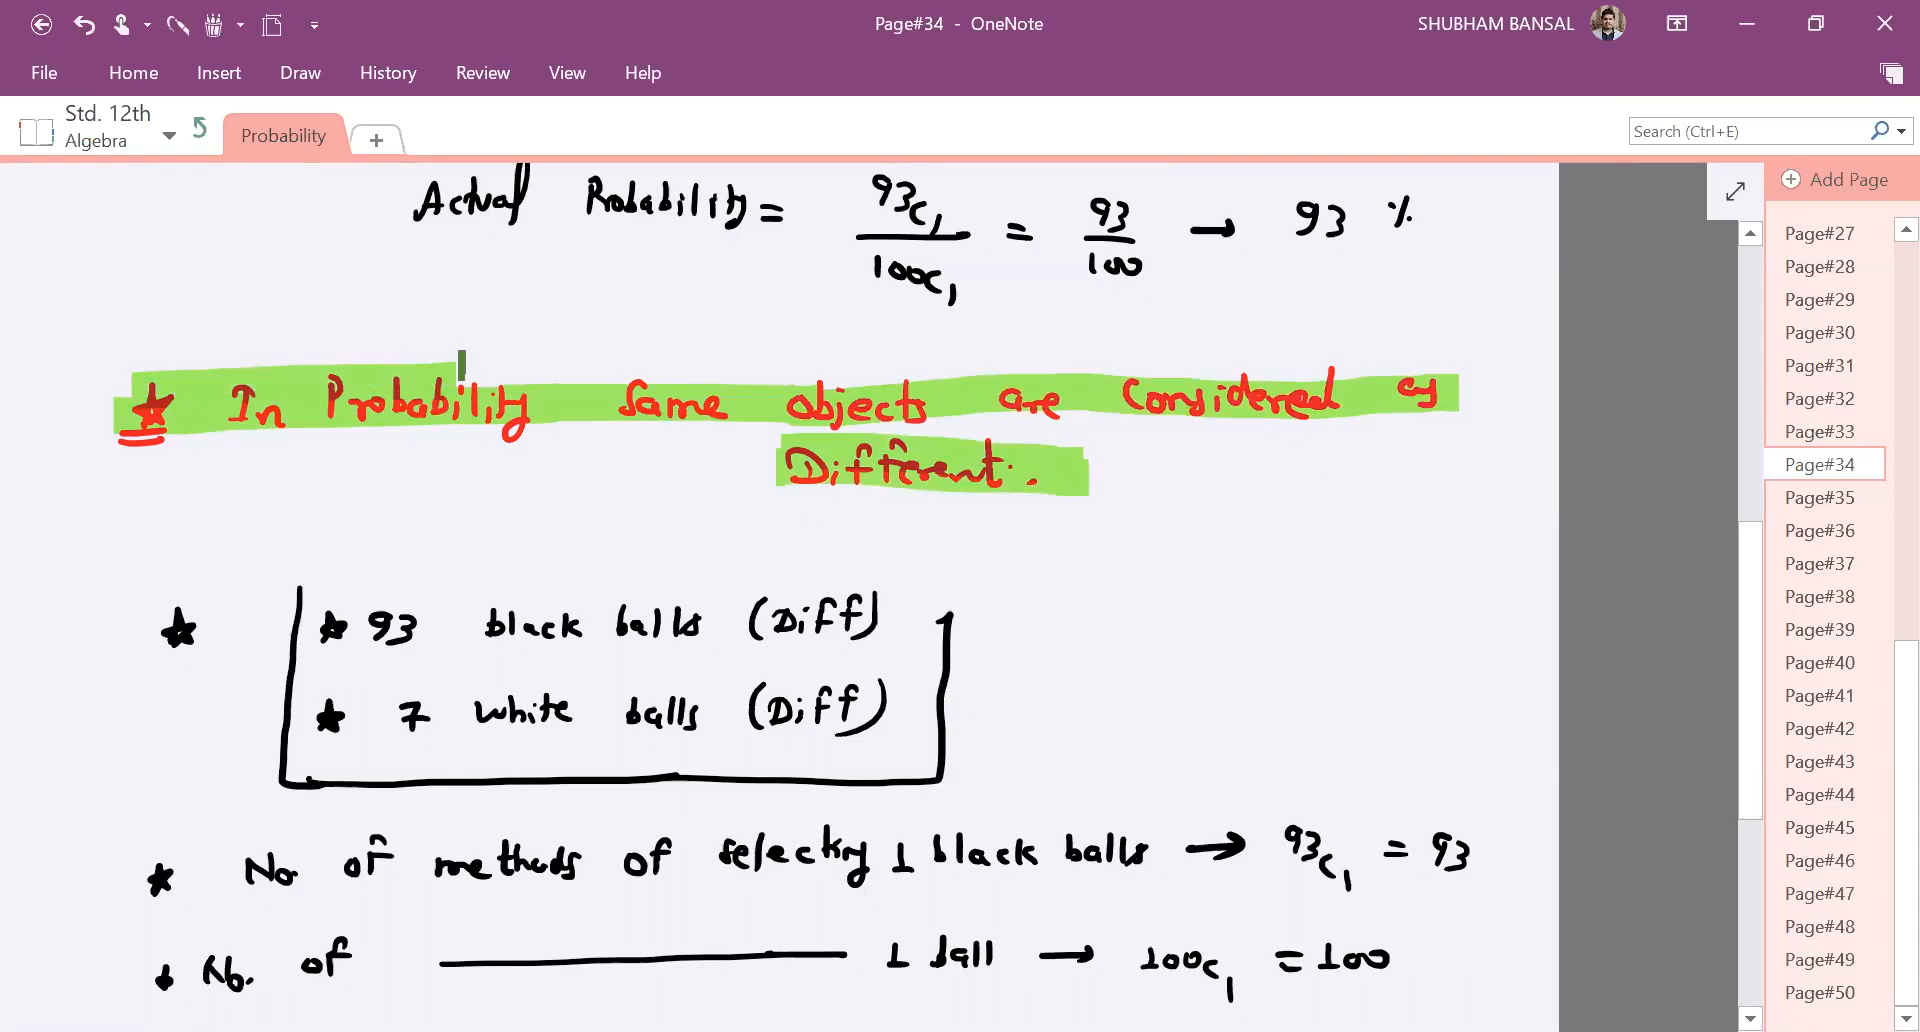 Page#34 - OneNote
SHUBHAM BANSAL
File Home Insert Draw History Review View Help
Std. 12th
Algebra
Probability
+
Search (Ctrl+E)
Add Page
Actual Probability = 93C1 / 100C1 = 93 / 100 → 93 %
★ In Probability Same objects are Considered as
Different.
★ ★ 93 black balls (Diff)
★ 7 white balls (Diff)
★ No. of methods of selecting 1 black balls → 93C1 = 93
No. of ———— 1 ball → 100C1 = 100
Page#27
Page#28
Page#29
Page#30
Page#31
Page#32
Page#33
Page#34
Page#35
Page#36
Page#37
Page#38
Page#39
Page#40
Page#41
Page#42
Page#43
Page#44
Page#45
Page#46
Page#47
Page#48
Page#49
Page#50